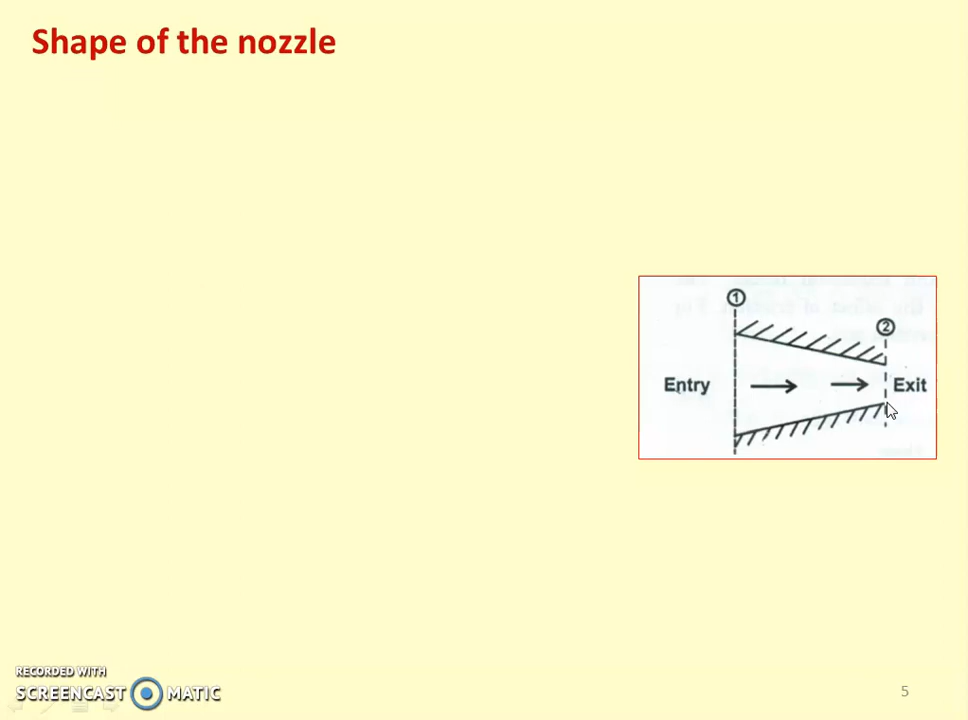 Shape of the nozzle
1
2
Entry
Exit
RECORDED WITH
SCREENCAST MATIC
5